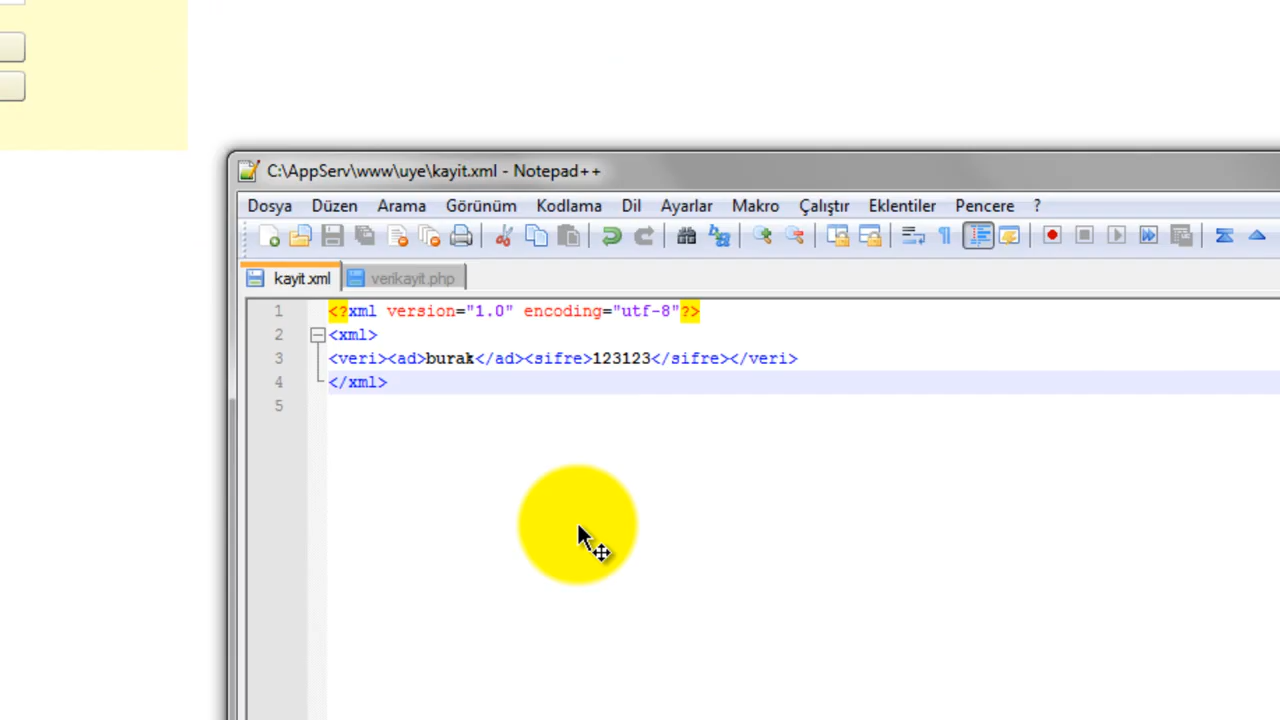 C:\AppServ\www\uye\kayit.xml - Notepad++
Dosya Düzen Arama Görünüm Kodlama Dil Ayarlar Makro Çalıştır Eklentiler Pencere ?
kayit.xml verikayit.php
1 <?xml version="1.0" encoding="utf-8"?>
2 <xml>
3 <veri><ad>burak</ad><sifre>123123</sifre></veri>
4 </xml>
5